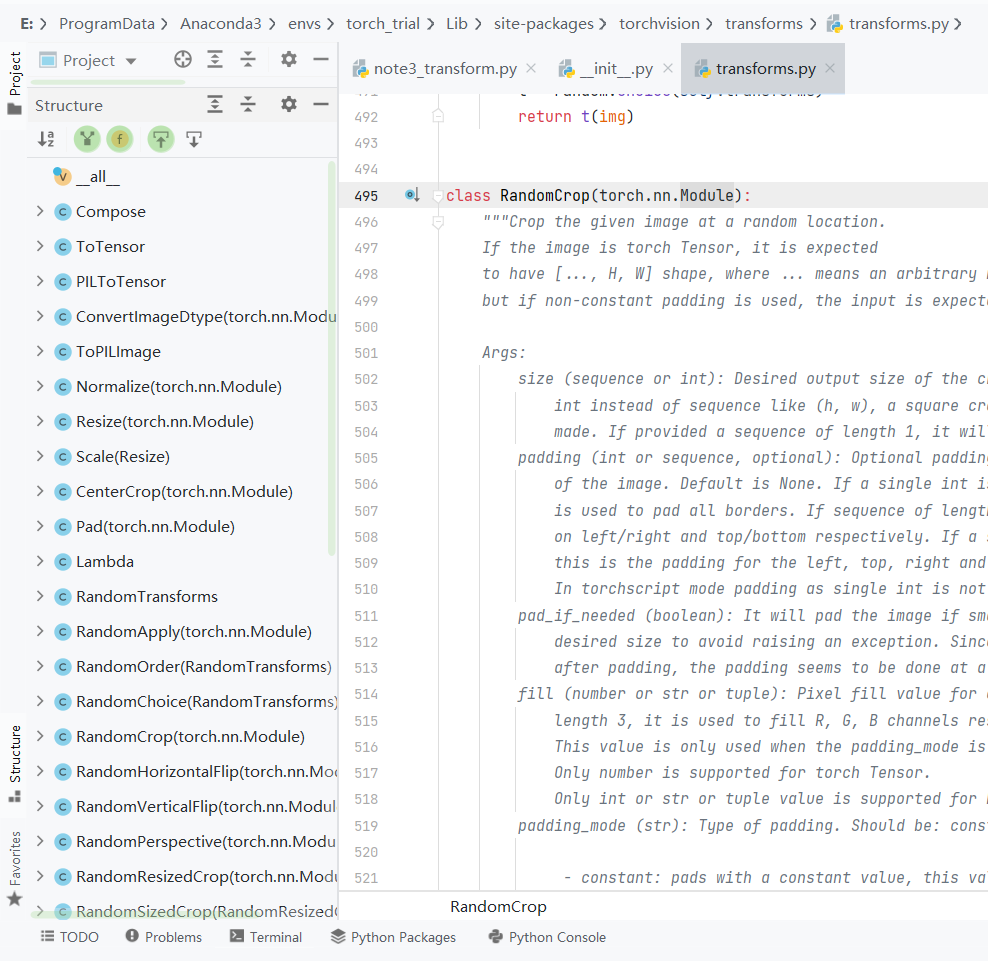 E: > ProgramData > Anaconda3 > envs > torch_trial > Lib > site-packages > torchvision > transforms > transforms.py >
Project
Project
note3_transform.py
__init__.py
transforms.py
Structure
__all__
Compose
ToTensor
PILToTensor
ConvertImageDtype(torch.nn.Modu
ToPILImage
Normalize(torch.nn.Module)
Resize(torch.nn.Module)
Scale(Resize)
CenterCrop(torch.nn.Module)
Pad(torch.nn.Module)
Lambda
RandomTransforms
RandomApply(torch.nn.Module)
RandomOrder(RandomTransforms)
RandomChoice(RandomTransforms)
RandomCrop(torch.nn.Module)
RandomHorizontalFlip(torch.nn.Mo
RandomVerticalFlip(torch.nn.Modul
RandomPerspective(torch.nn.Modu
RandomResizedCrop(torch.nn.Mod
RandomSizedCrop(RandomResized
Structure
Favorites
491 t = random.choice(self.transforms)
492 return t(img)
493
494
495 class RandomCrop(torch.nn.Module):
496 """Crop the given image at a random location.
497 If the image is torch Tensor, it is expected
498 to have [..., H, W] shape, where ... means an arbitrary
499 but if non-constant padding is used, the input is expect
500
501 Args:
502 size (sequence or int): Desired output size of the c
503 int instead of sequence like (h, w), a square cr
504 made. If provided a sequence of length 1, it wil
505 padding (int or sequence, optional): Optional paddin
506 of the image. Default is None. If a single int i
507 is used to pad all borders. If sequence of lengt
508 on left/right and top/bottom respectively. If a
509 this is the padding for the left, top, right and
510 In torchscript mode padding as single int is not
511 pad_if_needed (boolean): It will pad the image if sm
512 desired size to avoid raising an exception. Sinc
513 after padding, the padding seems to be done at a
514 fill (number or str or tuple): Pixel fill value for
515 length 3, it is used to fill R, G, B channels re
516 This value is only used when the padding_mode is
517 Only number is supported for torch Tensor.
518 Only int or str or tuple value is supported for
519 padding_mode (str): Type of padding. Should be: cons
520
521 - constant: pads with a constant value, this va
RandomCrop
TODO
Problems
Terminal
Python Packages
Python Console